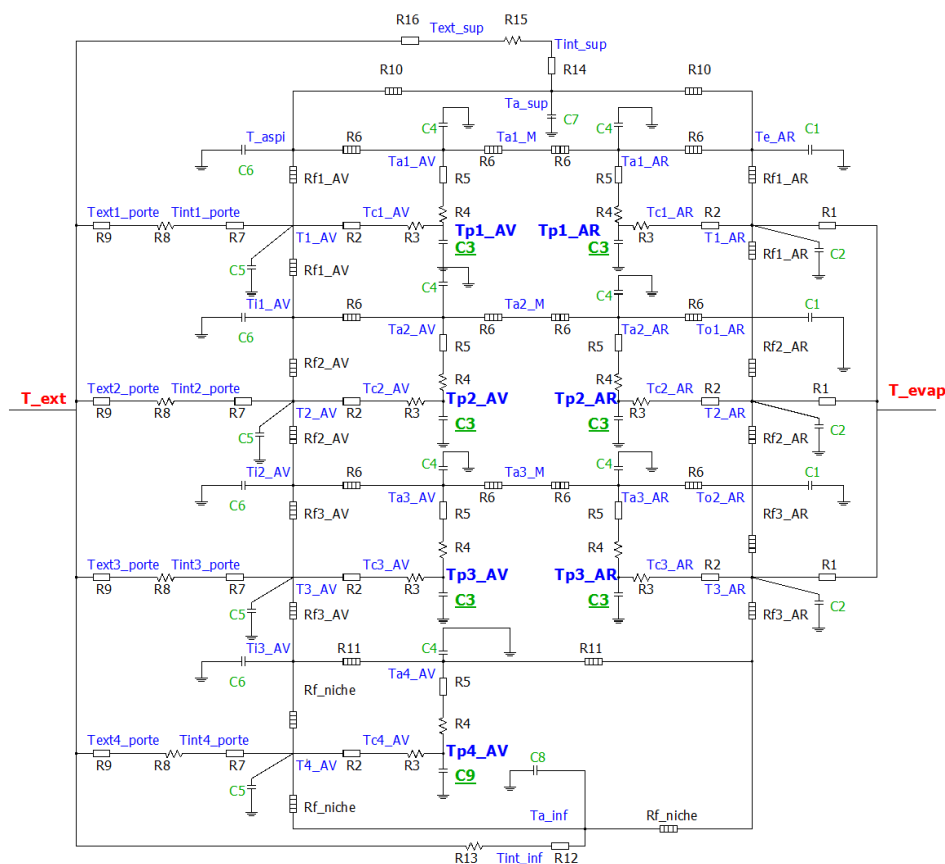 R16 R15
Text_sup
Tint_sup
R10 R14 R10
Ta_sup
C4 C7 C4 C1
T_aspi R6 Ta1_M R6 Te_AR
C6 Ta1_AV R6 R6 Ta1_AR
Rf1_AV R5 R5 Rf1_AR
Text1_porte Tint1_porte Tc1_AV R4 R4 Tc1_AR R2 R1
R9 R8 R7 R2 R3 Tp1_AV Tp1_AR R3
T1_AV C3 C3 T1_AR
C5 Rf1_AV Rf1_AR C2
C4 C4
Ti1_AV R6 Ta2_M R6 C1
C6 Ta2_AV R6 R6 Ta2_AR To1_AR
Rf2_AV R5 R5 Rf2_AR
Text2_porte Tint2_porte Tc2_AV R4 R4 Tc2_AR R2 R1
T_ext T_evap
R9 R8 R7 R2 R3 Tp2_AV Tp2_AR R3
T2_AV C3 C3 T2_AR
C5 Rf2_AV Rf2_AR C2
C4 C4
Ti2_AV R6 Ta3_M R6 C1
C6 Ta3_AV R6 R6 Ta3_AR To2_AR
Rf3_AV R5 R5 Rf3_AR
R4 R4
Text3_porte Tint3_porte Tc3_AV Tc3_AR R2 R1
R9 R8 R7 R2 R3 Tp3_AV Tp3_AR R3
T3_AV C3 C3 T3_AR
C5 Rf3_AV Rf3_AR C2
C4
Ti3_AV R11 R11
C6 Ta4_AV
Rf_niche R5
R4
Text4_porte Tint4_porte Tc4_AV
R9 R8 R7 R2 R3 Tp4_AV
T4_AV C9 C8
C5
Rf_niche Ta_inf Rf_niche
R13 Tint_inf R12